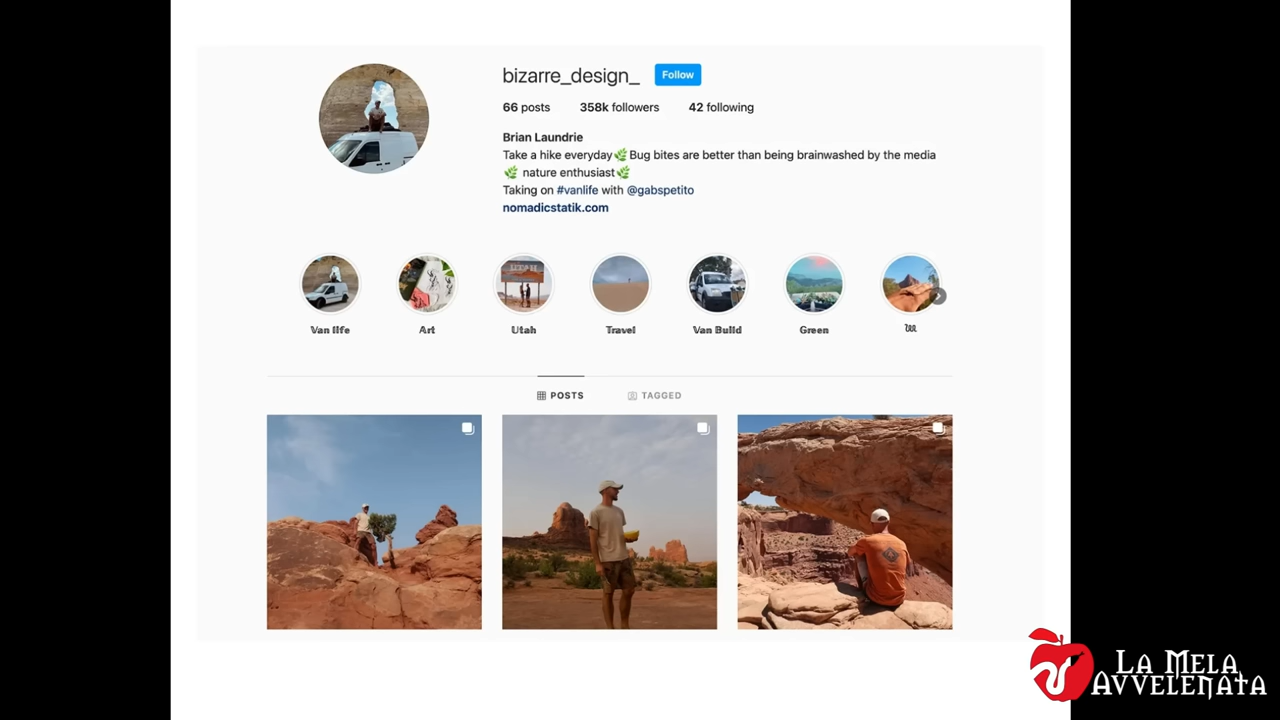 bizarre_design_ Follow
66 posts 358k followers 42 following
Brian Laundrie
Take a hike everyday🌿Bug bites are better than being brainwashed by the media
🌿 nature enthusiast🌿
Taking on #vanlife with @gabspetito
nomadicstatik.com
UTAH
Van life Art Utah Travel Van Build Green
POSTS TAGGED
La Mela
Avvelenata